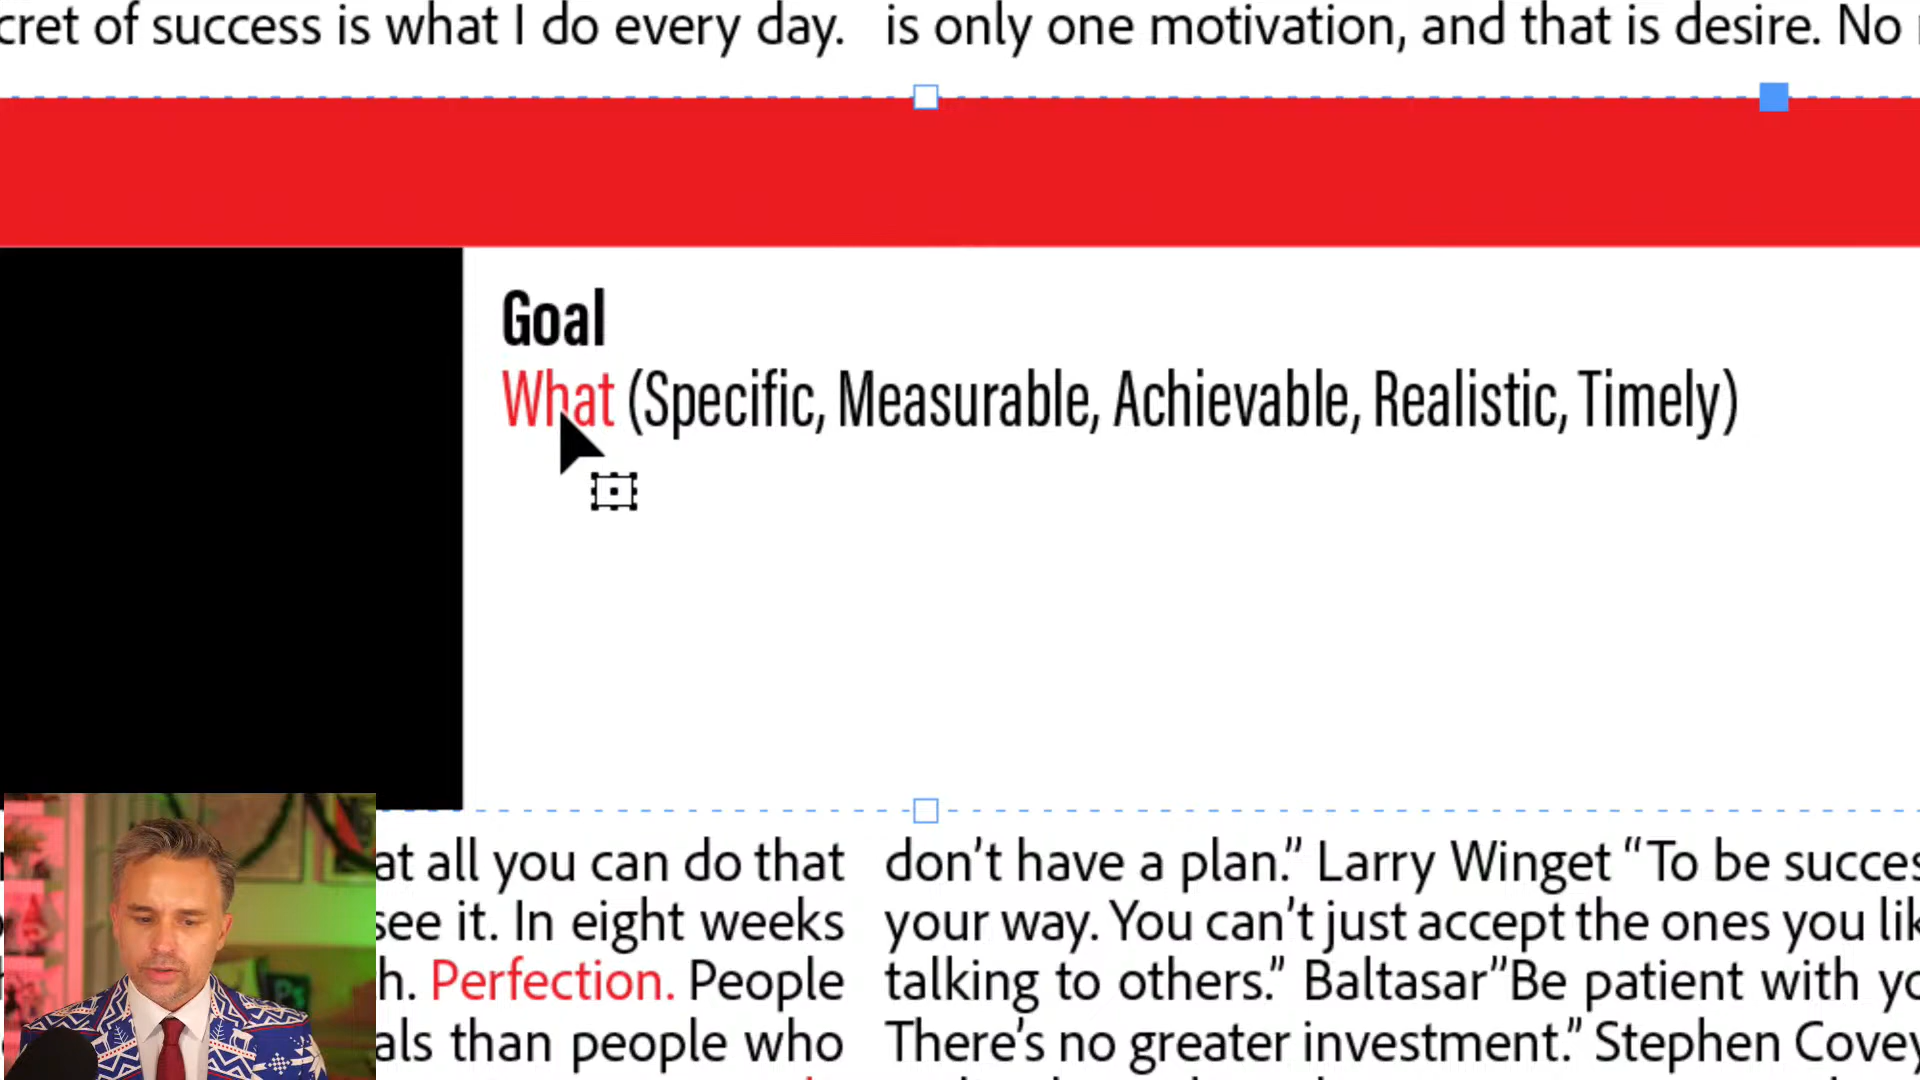 cret of success is what I do every day.
is only one motivation, and that is desire. No
Goal
What (Specific, Measurable, Achievable, Realistic, Timely)
at all you can do that
see it. In eight weeks
h. Perfection. People
als than people who
don’t have a plan.” Larry Winget “To be succes
your way. You can’t just accept the ones you lik
talking to others.” Baltasar”Be patient with yo
There’s no greater investment.” Stephen Covey